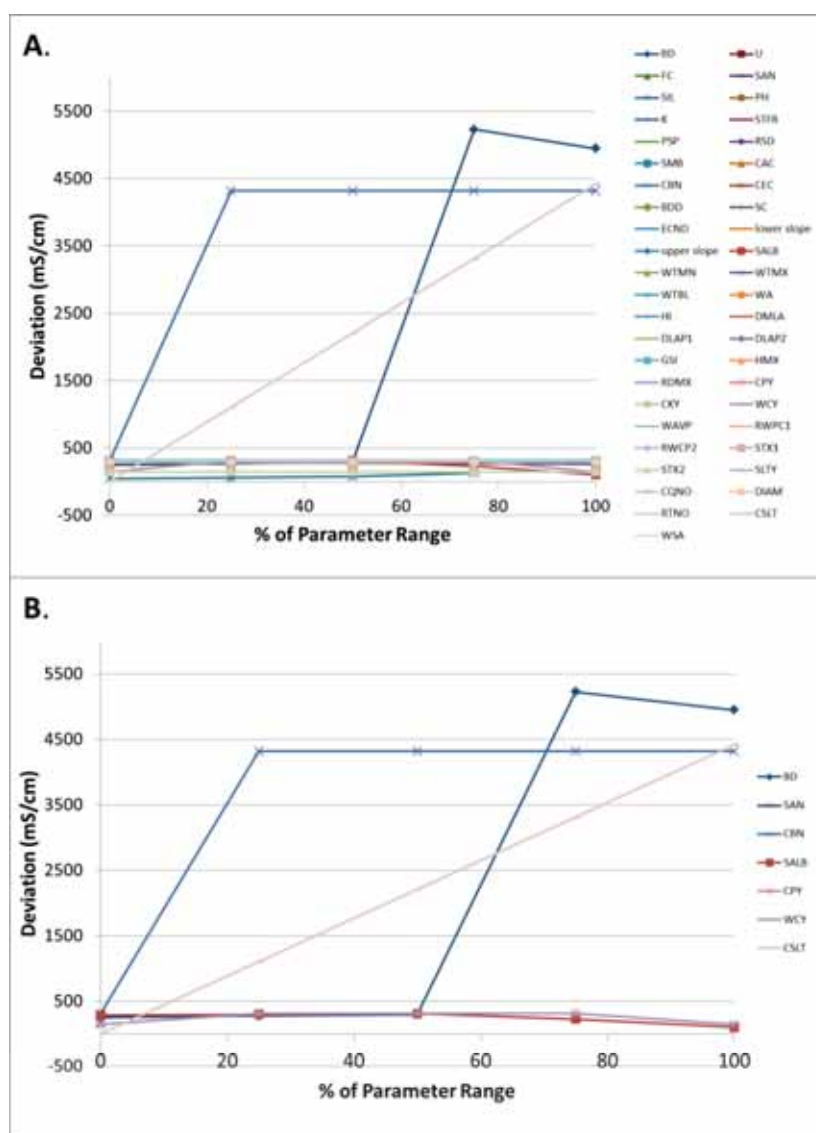 A.
5500
4500
3500
2500
1500
500
-500
Deviation (mS/cm)
0 20 40 60 80 100
% of Parameter Range
BD U
FC SAN
SIL PH
K STFR
PSP RSD
SMB CAC
CBN CEC
BDD SC
ECND lower slope
upper slope SALB
WTMN WTMX
WTBL WA
HI DMLA
DLAP1 DLAP2
GSI HMX
RDMX CPY
CKY WCY
WAVP RWPC1
RWCP2 STX1
STX2 SLTY
CQNO DIAM
RTNO CSLT
WSA
B.
5500
4500
3500
2500
1500
500
-500
Deviation (mS/cm)
0 20 40 60 80 100
% of Parameter Range
BD
SAN
CBN
SALB
CPY
WCY
CSLT